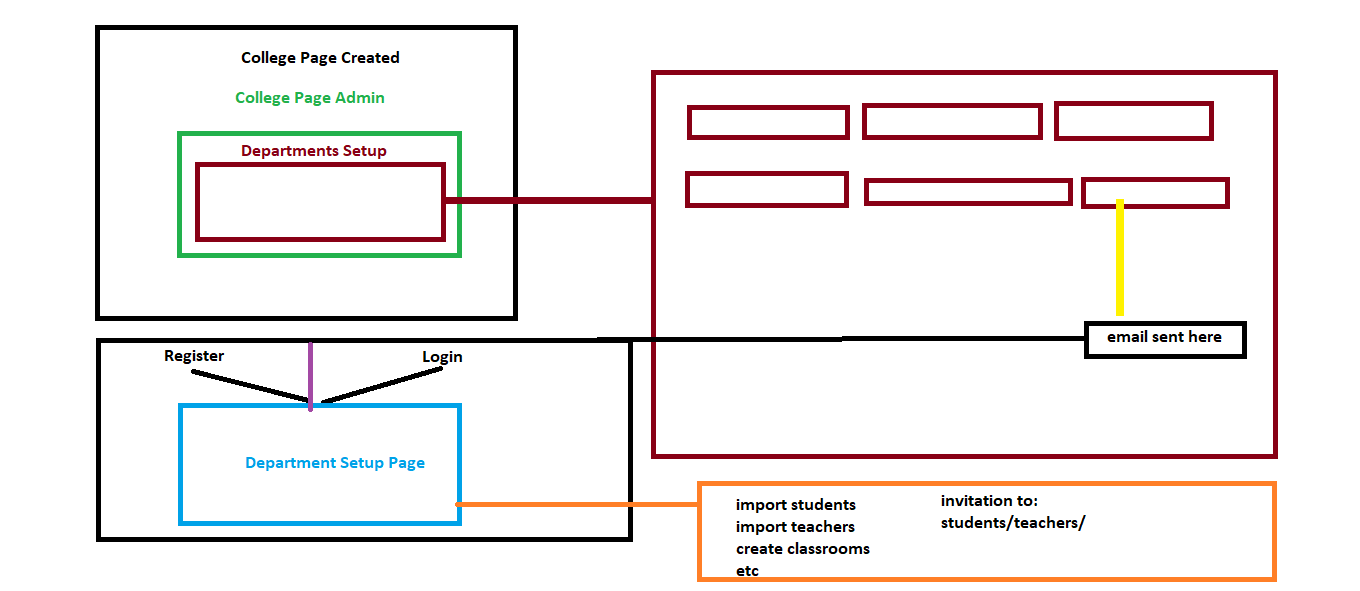 College Page Created
College Page Admin
Departments Setup
email sent here
Register
Login
Department Setup Page
import students
import teachers
create classrooms
etc
invitation to:
students/teachers/